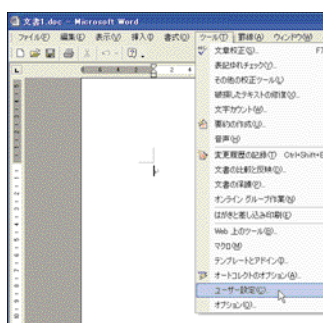 文書1.doc - Microsoft Word
ファイル(F) 編集(E) 表示(V) 挿入(I) 書式(O) ツール(T) 罫線(A) ウィンドウ(W)
文章校正(S)... F7
表記ゆれチェック(Y)...
その他の校正ツール(L)
破損したテキストの修復(V)...
文字カウント(W)...
要約の作成(U)...
音声(H)
変更履歴の記録(T) Ctrl+Shift+E
文書の比較と反映(D)...
文書の保護(P)...
オンライン グループ作業(N)
はがきと差し込み印刷(E)
Web 上のツール(B)...
マクロ(M)
テンプレートとアドイン(I)...
オートコレクトのオプション(A)...
ユーザー設定(C)...
オプション(O)...